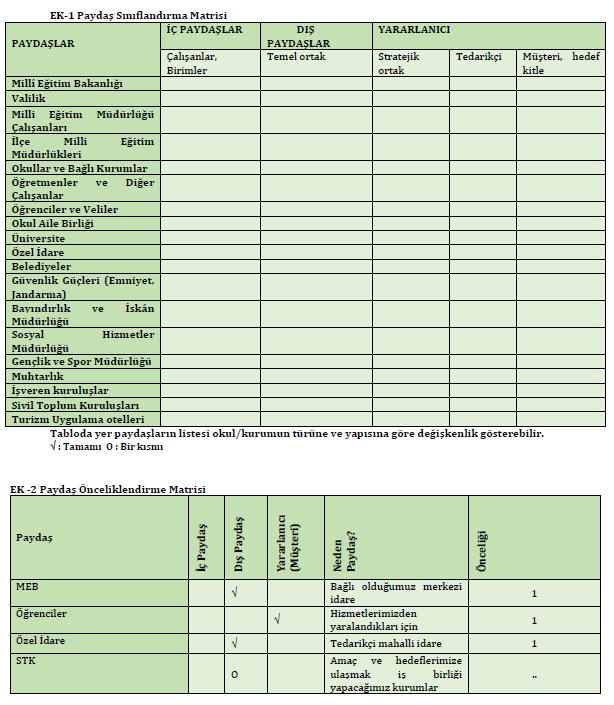 EK-1 Paydaş Sınıflandırma Matrisi
PAYDAŞLAR
İÇ PAYDAŞLAR
DIŞ
PAYDAŞLAR
YARARLANICI
Çalışanlar,
Birimler
Temel ortak
Stratejik
ortak
Tedarikçi
Müşteri, hedef
kitle
Millî Eğitim Bakanlığı
Valilik
Milli Eğitim Müdürlüğü
Çalışanları
İlçe Milli Eğitim
Müdürlükleri
Okullar ve Bağlı Kurumlar
Öğretmenler ve Diğer
Çalışanlar
Öğrenciler ve Veliler
Okul Aile Birliği
Üniversite
Özel İdare
Belediyeler
Güvenlik Güçleri (Emniyet,
Jandarma)
Bayındırlık ve İskân
Müdürlüğü
Sosyal Hizmetler
Müdürlüğü
Gençlik ve Spor Müdürlüğü
Muhtarlık
İşveren kuruluşlar
Sivil Toplum Kuruluşları
Turizm Uygulama otelleri
Tabloda yer paydaşların listesi okul/kurumun türüne ve yapısına göre değişkenlik gösterebilir.
√ : Tamamı O : Bir kısmı
EK -2 Paydaş Önceliklendirme Matrisi
Paydaş
İç Paydaş
Dış Paydaş
Yararlanıcı
(Müşteri)
Neden
Paydaş?
Önceliği
MEB
√
Bağlı olduğumuz merkezi
idare
1
Öğrenciler
√
Hizmetlerimizden
yaralandıkları için
1
Özel İdare
√
Tedarikçi mahalli idare
1
STK
O
Amaç ve hedeflerimize
ulaşmak iş birliği
yapacağımız kurumlar
..